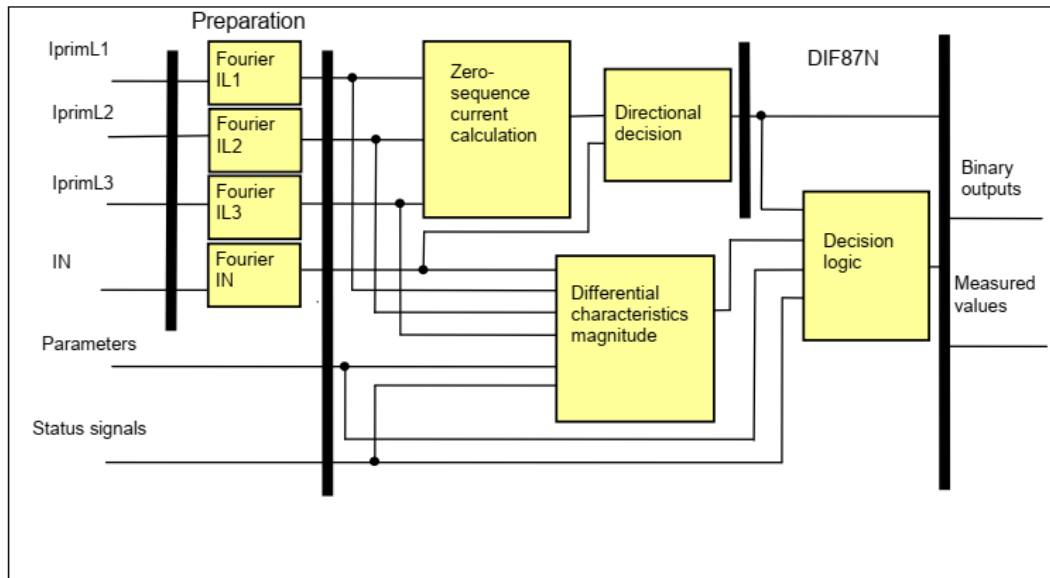 Preparation
IprimL1
IprimL2
IprimL3
IN
Parameters
Status signals
Fourier
IL1
Fourier
IL2
Fourier
IL3
Fourier
IN
Zero-
sequence
current
calculation
Directional
decision
Differential
characteristics
magnitude
DIF87N
Decision
logic
Binary
outputs
Measured
values